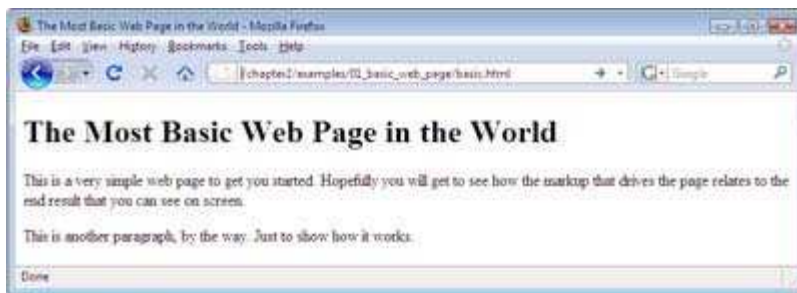 The Most Basic Web Page in the World - Mozilla Firefox
File Edit View History Bookmarks Tools Help
/chapter2/examples/01_basic_web_page/basic.html
Google
The Most Basic Web Page in the World
This is a very simple web page to get you started. Hopefully you will get to see how the markup that drives the page relates to the
end result that you can see on screen.
This is another paragraph, by the way. Just to show how it works.
Done